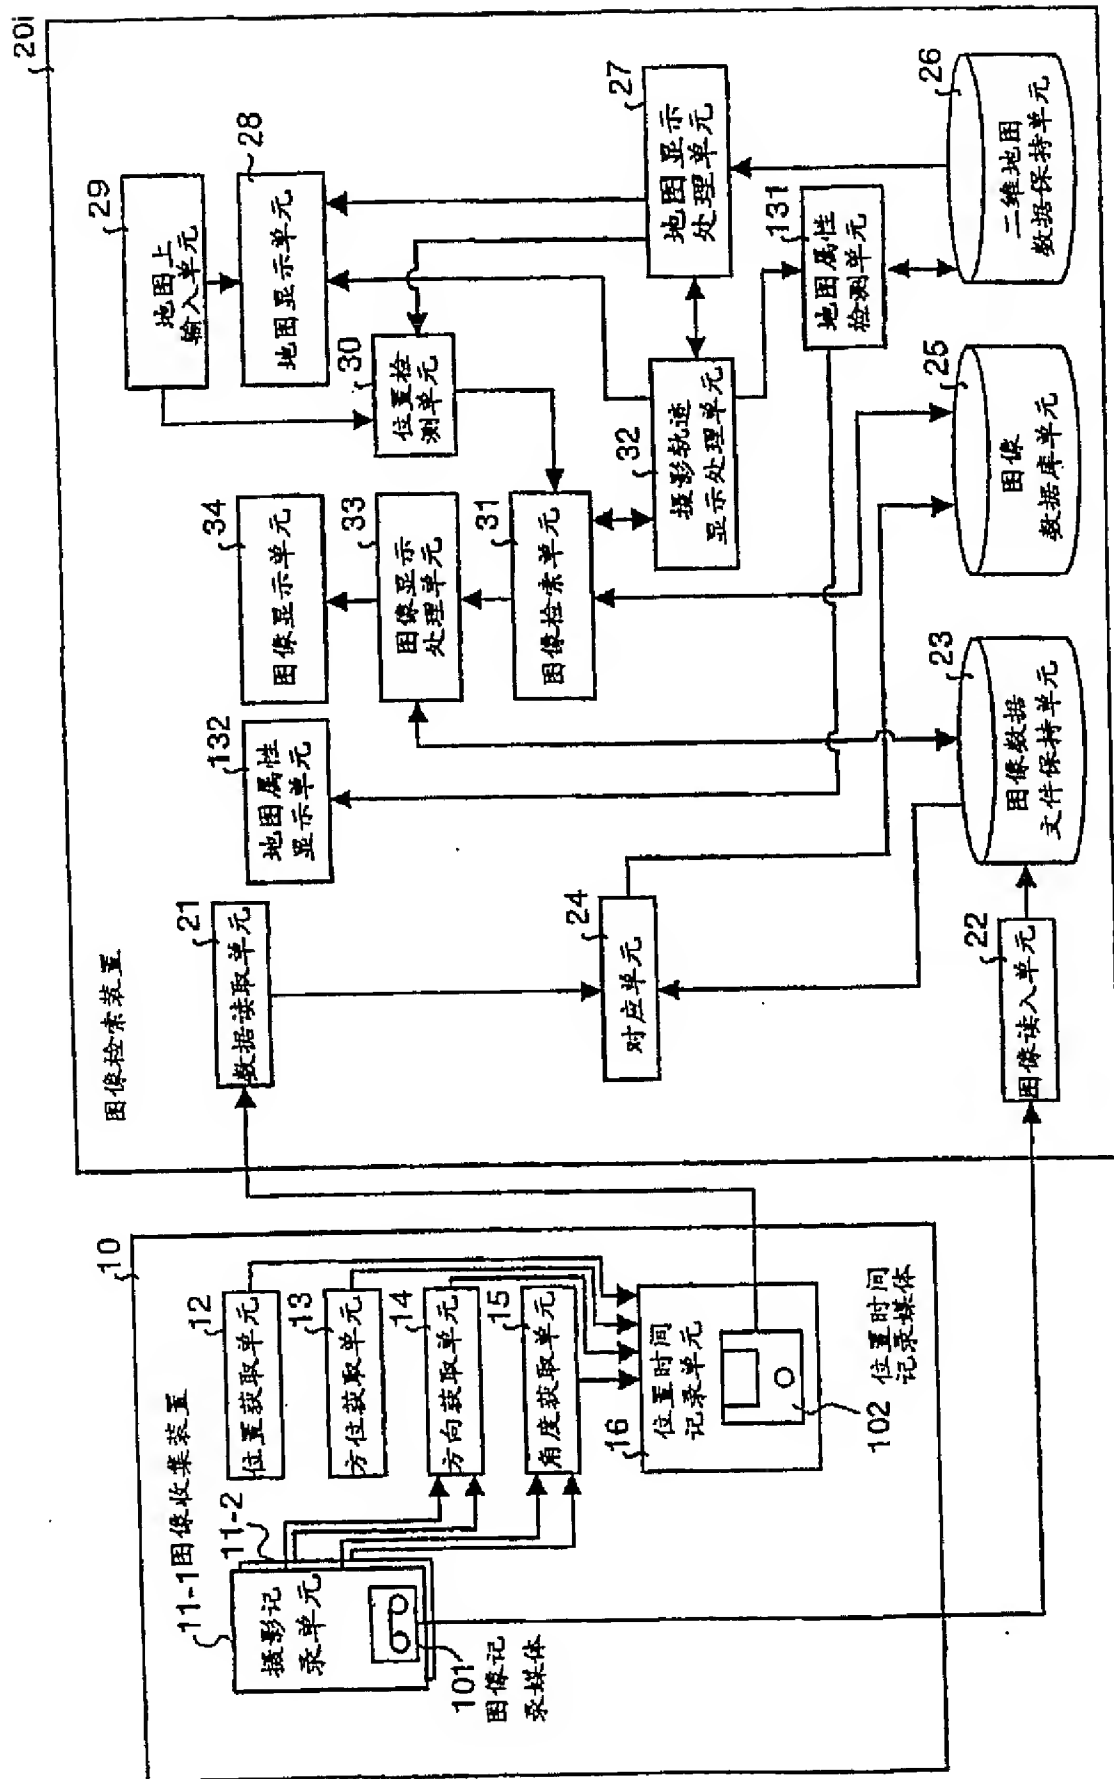 10
图像收集装置
11-1
11-2
摄影记
录单元
101
图像记
录媒体
12
位置获取单元
13
方位获取单元
14
方向获取单元
15
角度获取单元
16
位置时间
记录单元
102
位置时间
记录媒体
20i
图像检索装置
21
数据读取单元
22
图像读入单元
24
对应单元
132
地图属性
显示单元
34
图像显示单元
33
图像显示
处理单元
31
图像检索单元
23
图像数据
文件保持单元
29
地图上
输入单元
28
地图显示单元
30
位置检
测单元
32
摄影轨迹
显示处理单元
25
图像
数据库单元
27
地图显示
处理单元
131
地图属性
检测单元
26
二维地图
数据保持单元